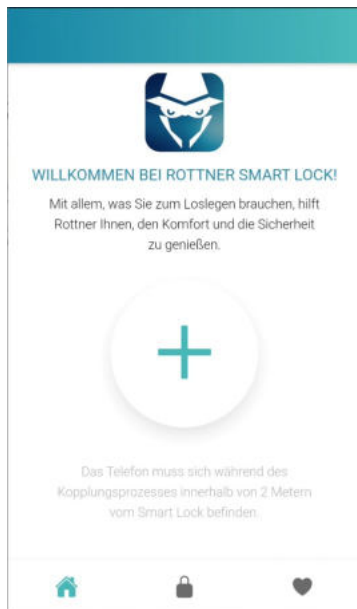 WILLKOMMEN BEI ROTTNER SMART LOCK!
Mit allem, was Sie zum Loslegen brauchen, hilft
Rottner Ihnen, den Komfort und die Sicherheit
zu genießen.
Das Telefon muss sich während des
Kopplungsprozesses innerhalb von 2 Metern
vom Smart Lock befinden.